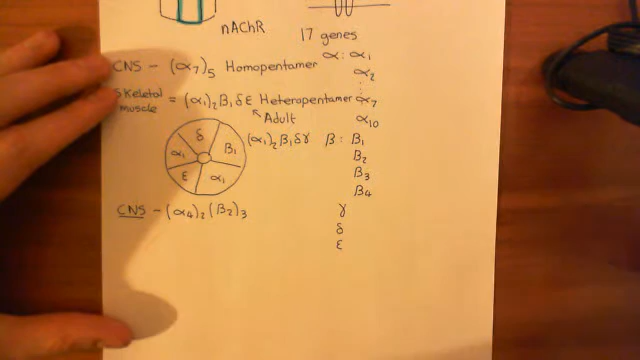 nAChR
17 genes
CNS - (α7)5 Homopentamer
α : α1
α2
⋮
Skeletal muscle = (α1)2 β1 δ ε Heteropentamer
α7
Adult
α10
(α1)2 β1 δ γ
δ
β1
α1
ε
α1
β : β1
β2
β3
β4
CNS - (α4)2 (β2)3
γ
δ
ε